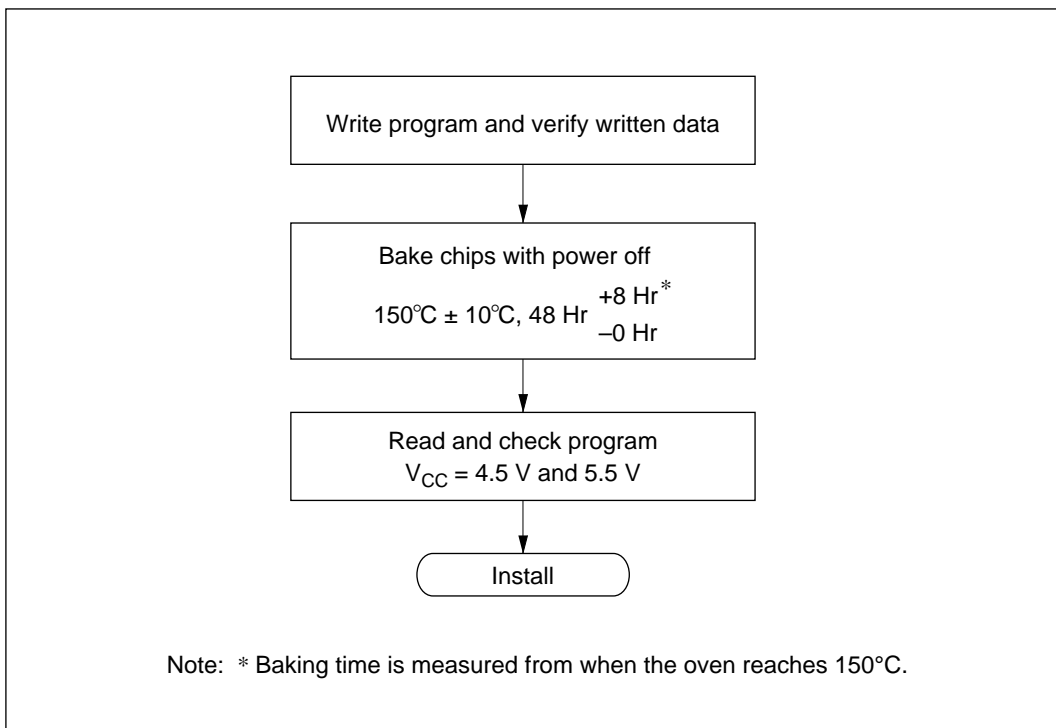 Write program and verify written data
Bake chips with power off
150°C ± 10°C, 48 Hr +8 Hr*
–0 Hr
Read and check program
VCC = 4.5 V and 5.5 V
Install
Note: * Baking time is measured from when the oven reaches 150°C.